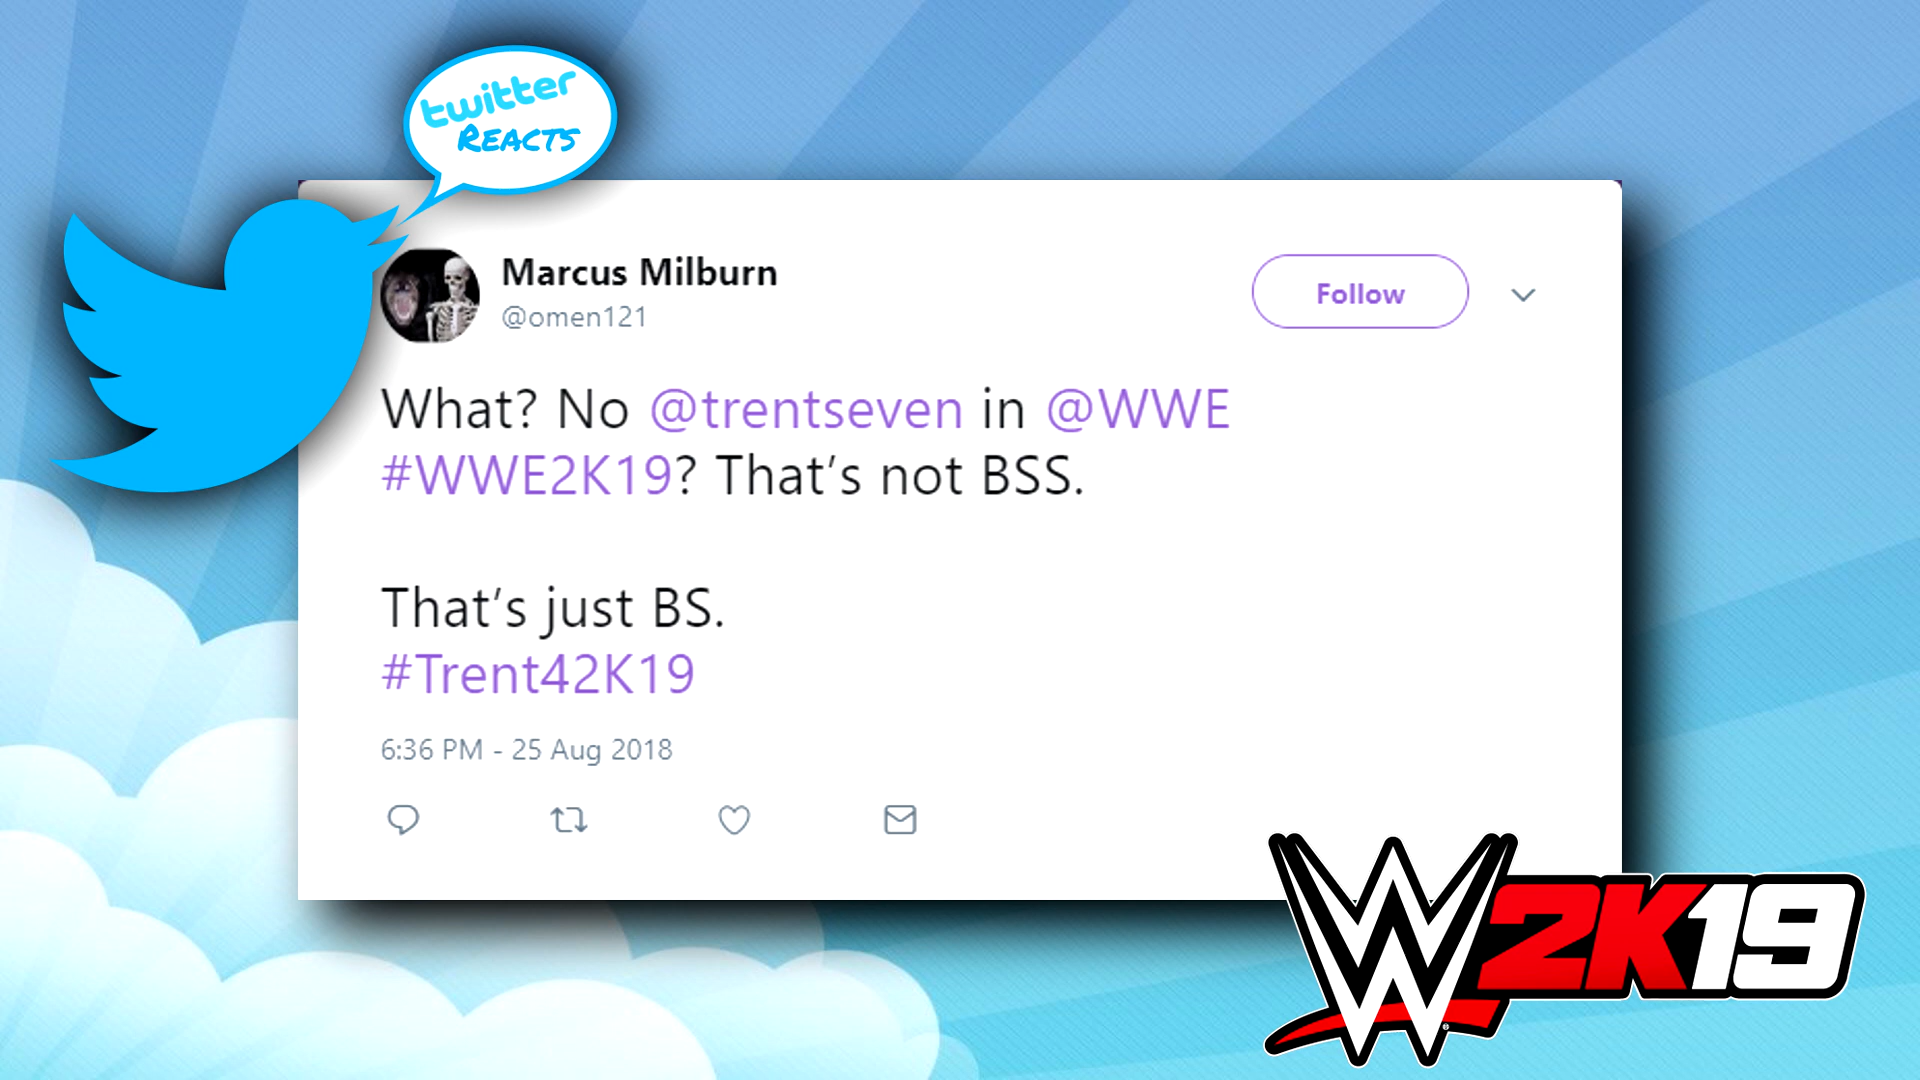 twitter
REACTS
Marcus Milburn
@omen121
Follow
What? No @trentseven in @WWE
#WWE2K19? That's not BSS.
That's just BS.
#Trent42K19
6:36 PM - 25 Aug 2018
W 2K19